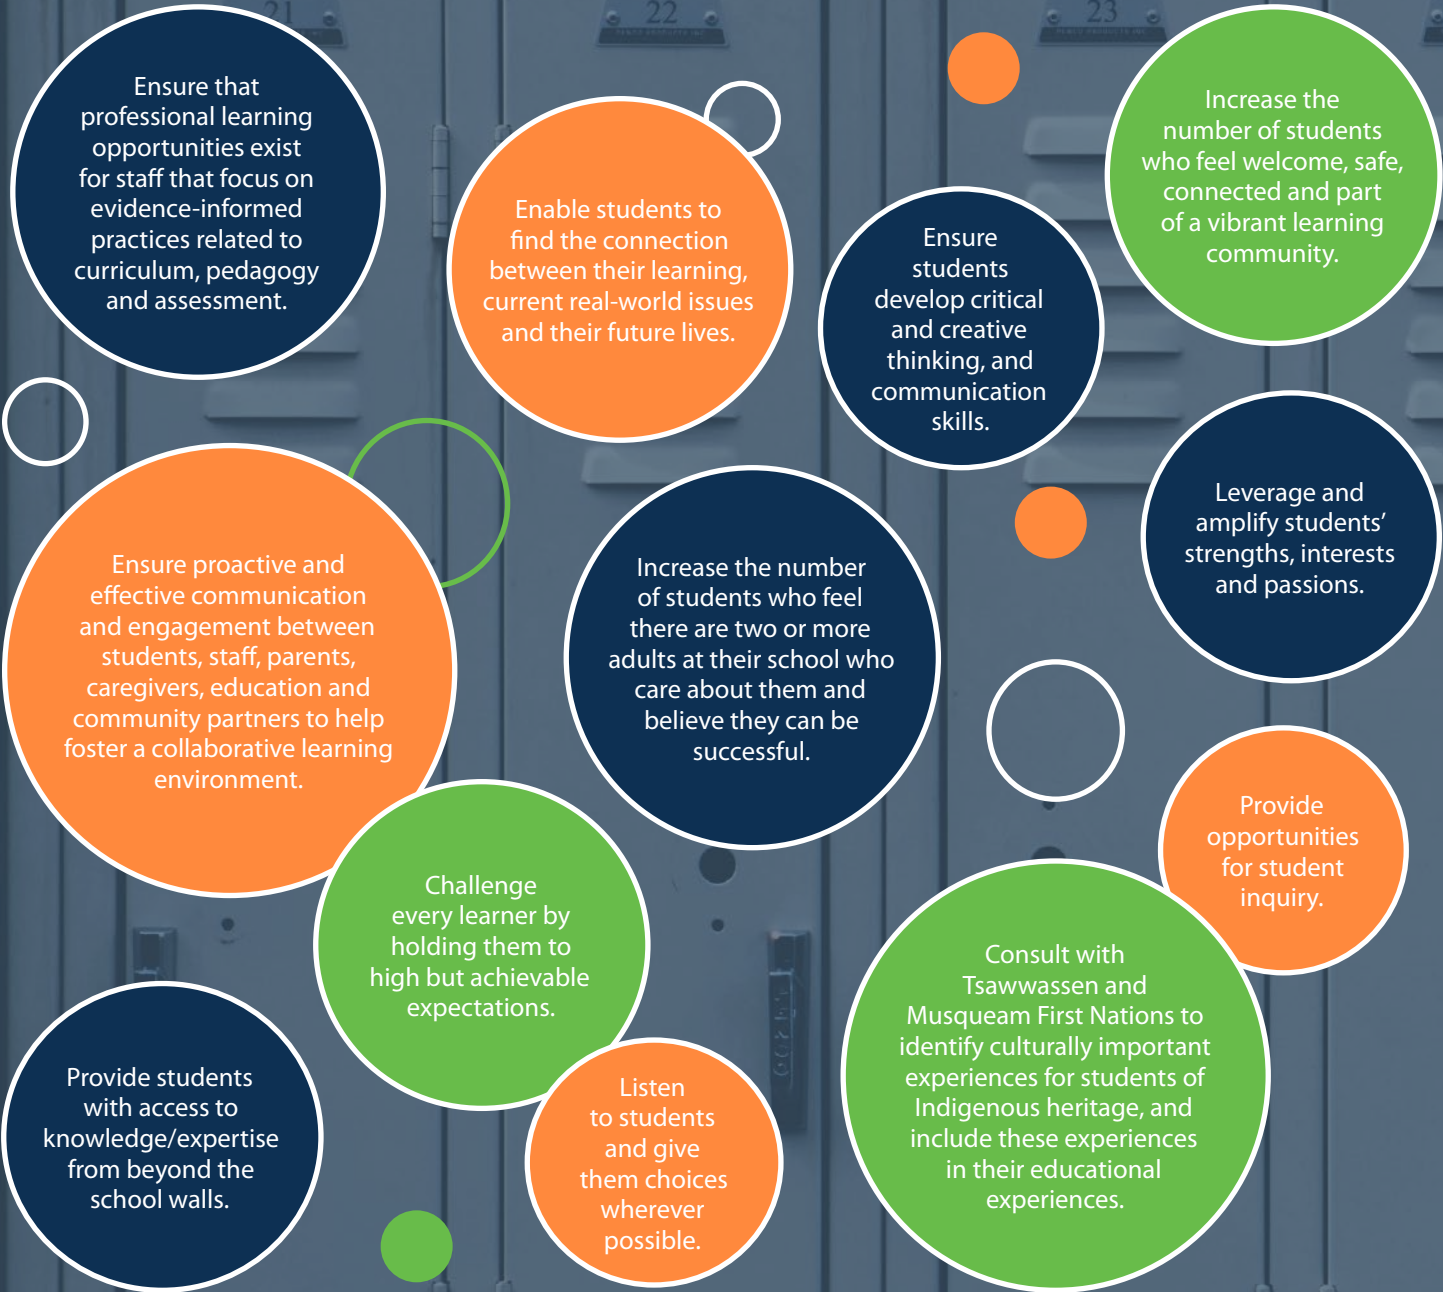 21
22
23
PENCO PRODUCTS INC
Ensure that
professional learning
opportunities exist
for staff that focus on
evidence-informed
practices related to
curriculum, pedagogy
and assessment.
Enable students to
find the connection
between their learning,
current real-world issues
and their future lives.
Ensure
students
develop critical
and creative
thinking, and
communication
skills.
Increase the
number of students
who feel welcome, safe,
connected and part
of a vibrant learning
community.
Ensure proactive and
effective communication
and engagement between
students, staff, parents,
caregivers, education and
community partners to help
foster a collaborative learning
environment.
Increase the number
of students who feel
there are two or more
adults at their school who
care about them and
believe they can be
successful.
Leverage and
amplify students’
strengths, interests
and passions.
Challenge
every learner by
holding them to
high but achievable
expectations.
Provide
opportunities
for student
inquiry.
Provide students
with access to
knowledge/expertise
from beyond the
school walls.
Listen
to students
and give
them choices
wherever
possible.
Consult with
Tsawwassen and
Musqueam First Nations to
identify culturally important
experiences for students of
Indigenous heritage, and
include these experiences
in their educational
experiences.